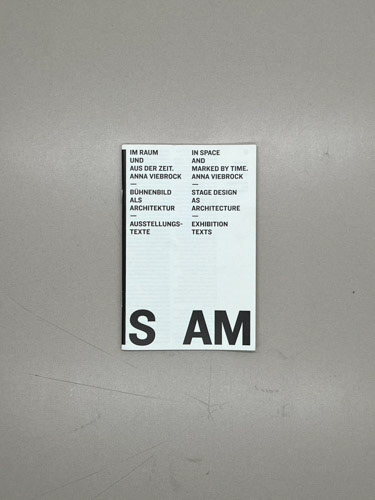 IM RAUM
UND
AUS DER ZEIT.
ANNA VIEBROCK
—
BÜHNENBILD
ALS
ARCHITEKTUR
—
AUSSTELLUNGS-
TEXTE
IN SPACE
AND
MARKED BY TIME.
ANNA VIEBROCK
—
STAGE DESIGN
AS
ARCHITECTURE
—
EXHIBITION
TEXTS
S AM